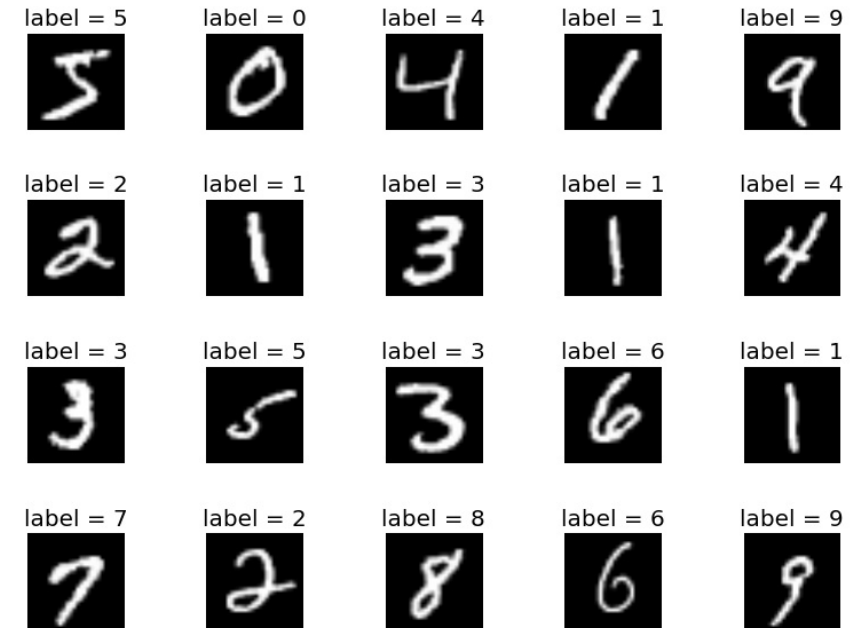 label = 5 label = 0 label = 4 label = 1 label = 9
5 0 4 1 9
label = 2 label = 1 label = 3 label = 1 label = 4
2 1 3 1 4
label = 3 label = 5 label = 3 label = 6 label = 1
3 5 3 6 1
label = 7 label = 2 label = 8 label = 6 label = 9
7 2 8 6 9